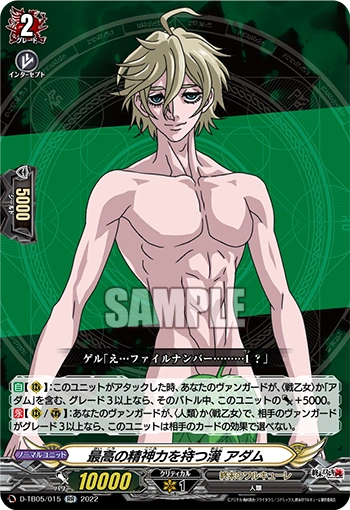 2
グレード
インターセプト
5000
シールド
SAMPLE
ゲル「え…ファイルナンバー………1?」
自【R】:このユニットがアタックした時、あなたのヴァンガードが、《戦乙女》か「アダム」を含む、グレード3以上なら、そのバトル中、このユニットの+5000。
永【R】/【G】:あなたのヴァンガードが、《人類》か《戦乙女》で、相手のヴァンガードがグレード3以上なら、このユニットは相手のカードの効果で選べない。
ノーマルユニット
最高の精神力を持つ漢 アダム
パワー
10000
クリティカル
1
終末のワルキューレ
人類
D-TB05/015 RR 2022